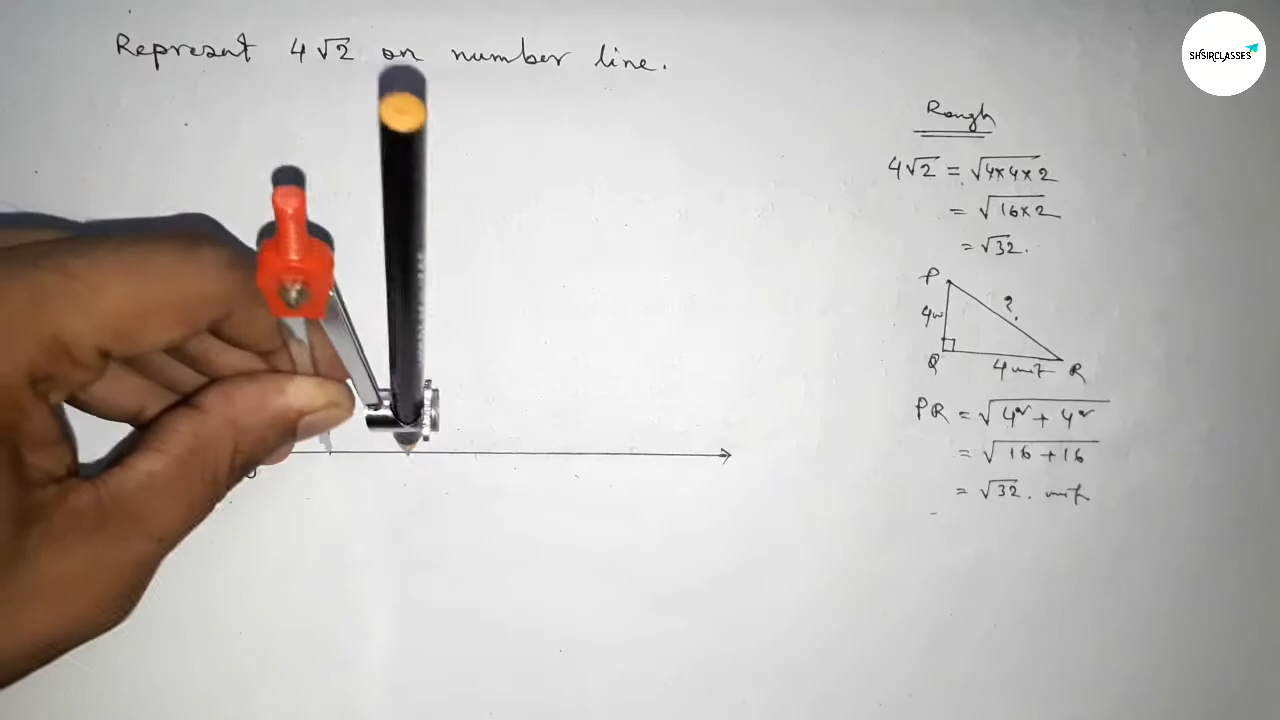 Represent 4√2 on number line.
SHSIRCLASSES
Rough
4√2 = √4×4×2
= √16×2
= √32.
P
4u
?
Q
4 unit
R
PR = √4² + 4²
= √16 + 16
= √32 . unit